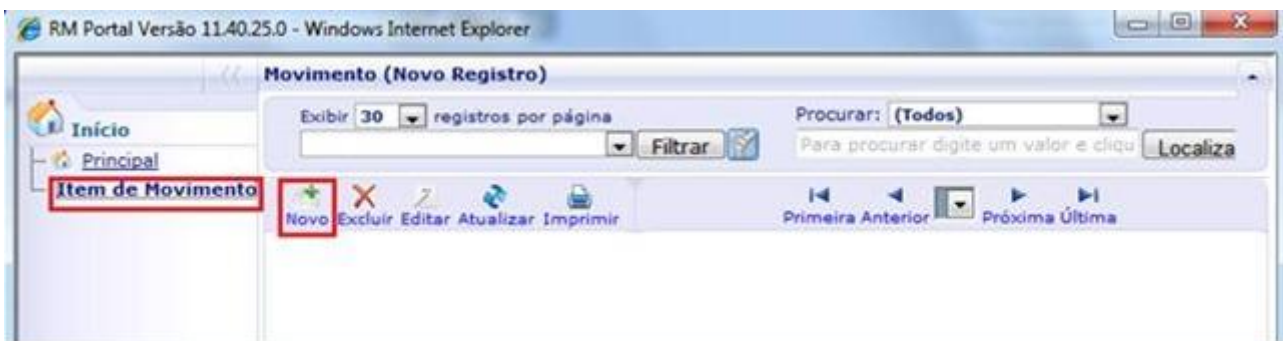 RM Portal Versão 11.40.25.0 - Windows Internet Explorer
Movimento (Novo Registro)
Início
Principal
Item de Movimento
Exibir 30 registros por página
Procurar: (Todos)
Filtrar
Para procurar digite um valor e cliqu
Localiza
Novo Excluir Editar Atualizar Imprimir
Primeira Anterior Próxima Última